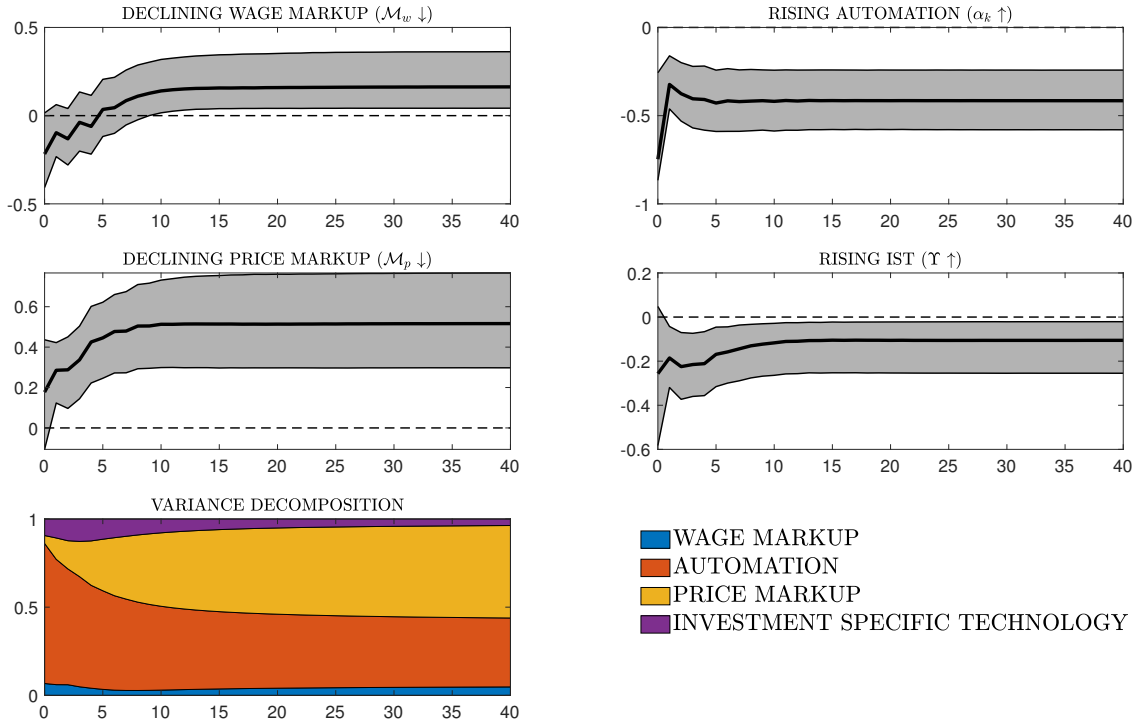 DECLINING WAGE MARKUP (ℳw ↓)
0.5
0
-0.5
0 5 10 15 20 25 30 35 40
RISING AUTOMATION (αk ↑)
0
-0.5
-1
0 5 10 15 20 25 30 35 40
DECLINING PRICE MARKUP (ℳp ↓)
0.6
0.4
0.2
0
0 5 10 15 20 25 30 35 40
RISING IST (Υ ↑)
0.2
0
-0.2
-0.4
-0.6
0 5 10 15 20 25 30 35 40
VARIANCE DECOMPOSITION
1
0.5
0
0 5 10 15 20 25 30 35 40
WAGE MARKUP
AUTOMATION
PRICE MARKUP
INVESTMENT SPECIFIC TECHNOLOGY